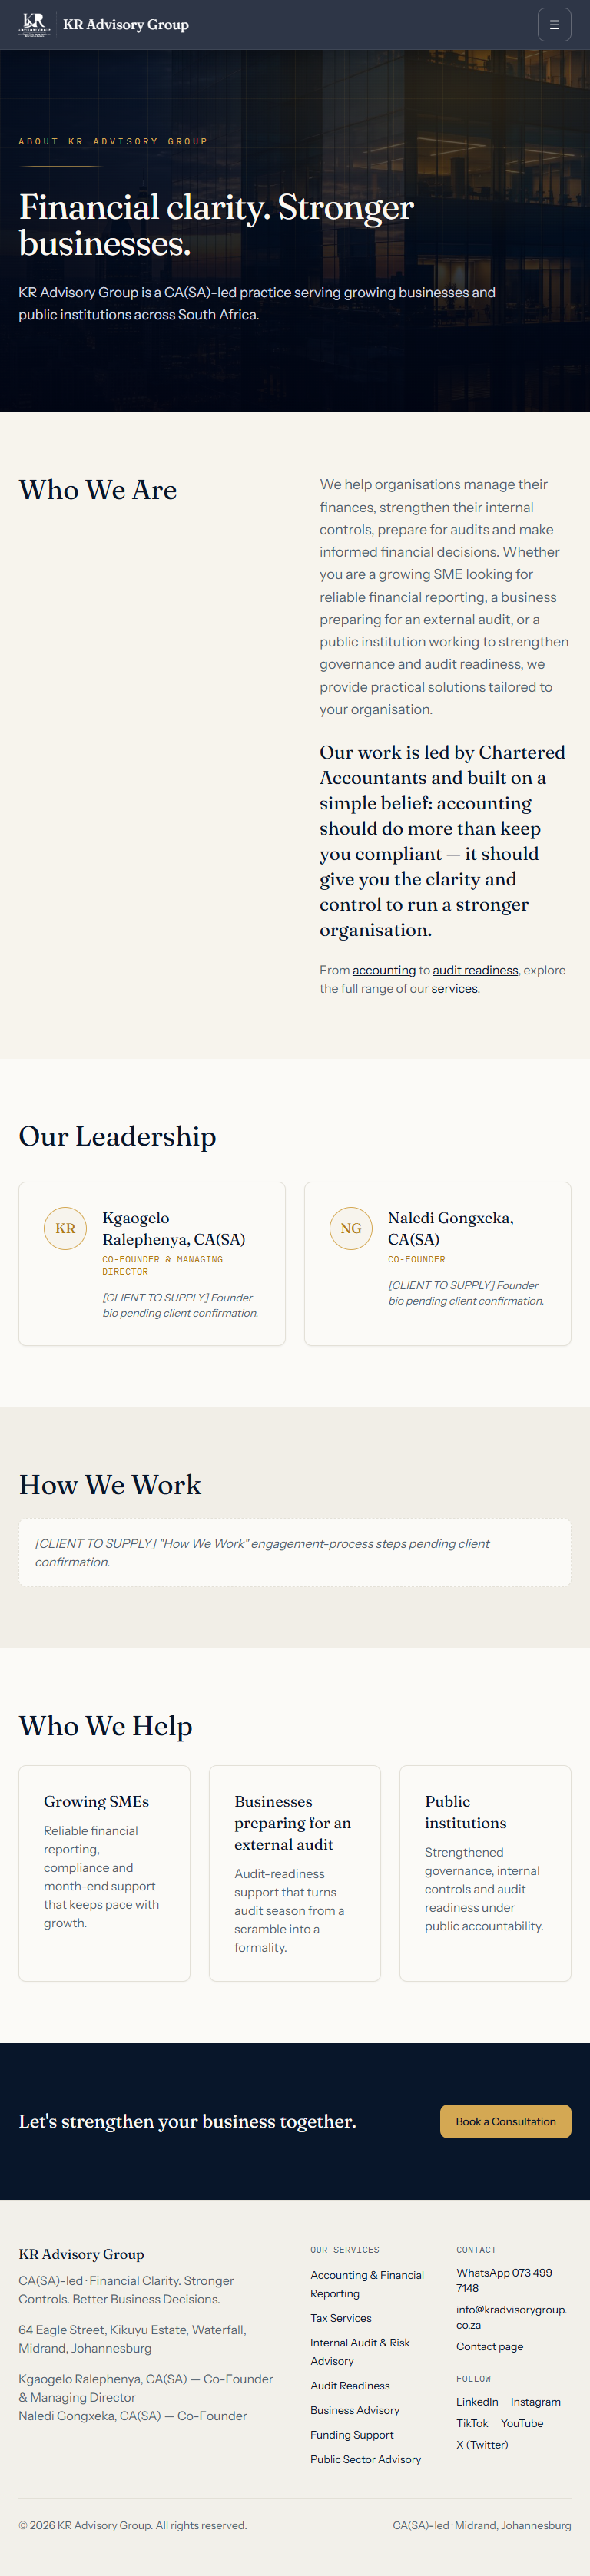 KR
KR Advisory Group
☰
ABOUT KR ADVISORY GROUP
Financial clarity. Stronger
businesses.
KR Advisory Group is a CA(SA)-led practice serving growing businesses and
public institutions across South Africa.
Who We Are
We help organisations manage their
finances, strengthen their internal
controls, prepare for audits and make
informed financial decisions. Whether
you are a growing SME looking for
reliable financial reporting, a business
preparing for an external audit, or a
public institution working to strengthen
governance and audit readiness, we
provide practical solutions tailored to
your organisation.
Our work is led by Chartered
Accountants and built on a
simple belief: accounting
should do more than keep
you compliant — it should
give you the clarity and
control to run a stronger
organisation.
From accounting to audit readiness, explore
the full range of our services.
Our Leadership
KR
Kgaogelo
Ralephenya, CA(SA)
CO-FOUNDER & MANAGING
DIRECTOR
[CLIENT TO SUPPLY] Founder
bio pending client confirmation.
NG
Naledi Gongxeka,
CA(SA)
CO-FOUNDER
[CLIENT TO SUPPLY] Founder
bio pending client confirmation.
How We Work
[CLIENT TO SUPPLY] "How We Work" engagement-process steps pending client
confirmation.
Who We Help
Growing SMEs
Reliable financial
reporting,
compliance and
month-end support
that keeps pace with
growth.
Businesses
preparing for an
external audit
Audit-readiness
support that turns
audit season from a
scramble into a
formality.
Public
institutions
Strengthened
governance, internal
controls and audit
readiness under
public accountability.
Let's strengthen your business together.
Book a Consultation
KR Advisory Group
CA(SA)-led · Financial Clarity. Stronger
Controls. Better Business Decisions.
64 Eagle Street, Kikuyu Estate, Waterfall,
Midrand, Johannesburg
Kgaogelo Ralephenya, CA(SA) — Co-Founder
& Managing Director
Naledi Gongxeka, CA(SA) — Co-Founder
OUR SERVICES
Accounting & Financial
Reporting
Tax Services
Internal Audit & Risk
Advisory
Audit Readiness
Business Advisory
Funding Support
Public Sector Advisory
CONTACT
WhatsApp 073 499
7148
info@kradvisorygroup.
co.za
Contact page
FOLLOW
LinkedIn Instagram
TikTok YouTube
X (Twitter)
© 2026 KR Advisory Group. All rights reserved.
CA(SA)-led · Midrand, Johannesburg